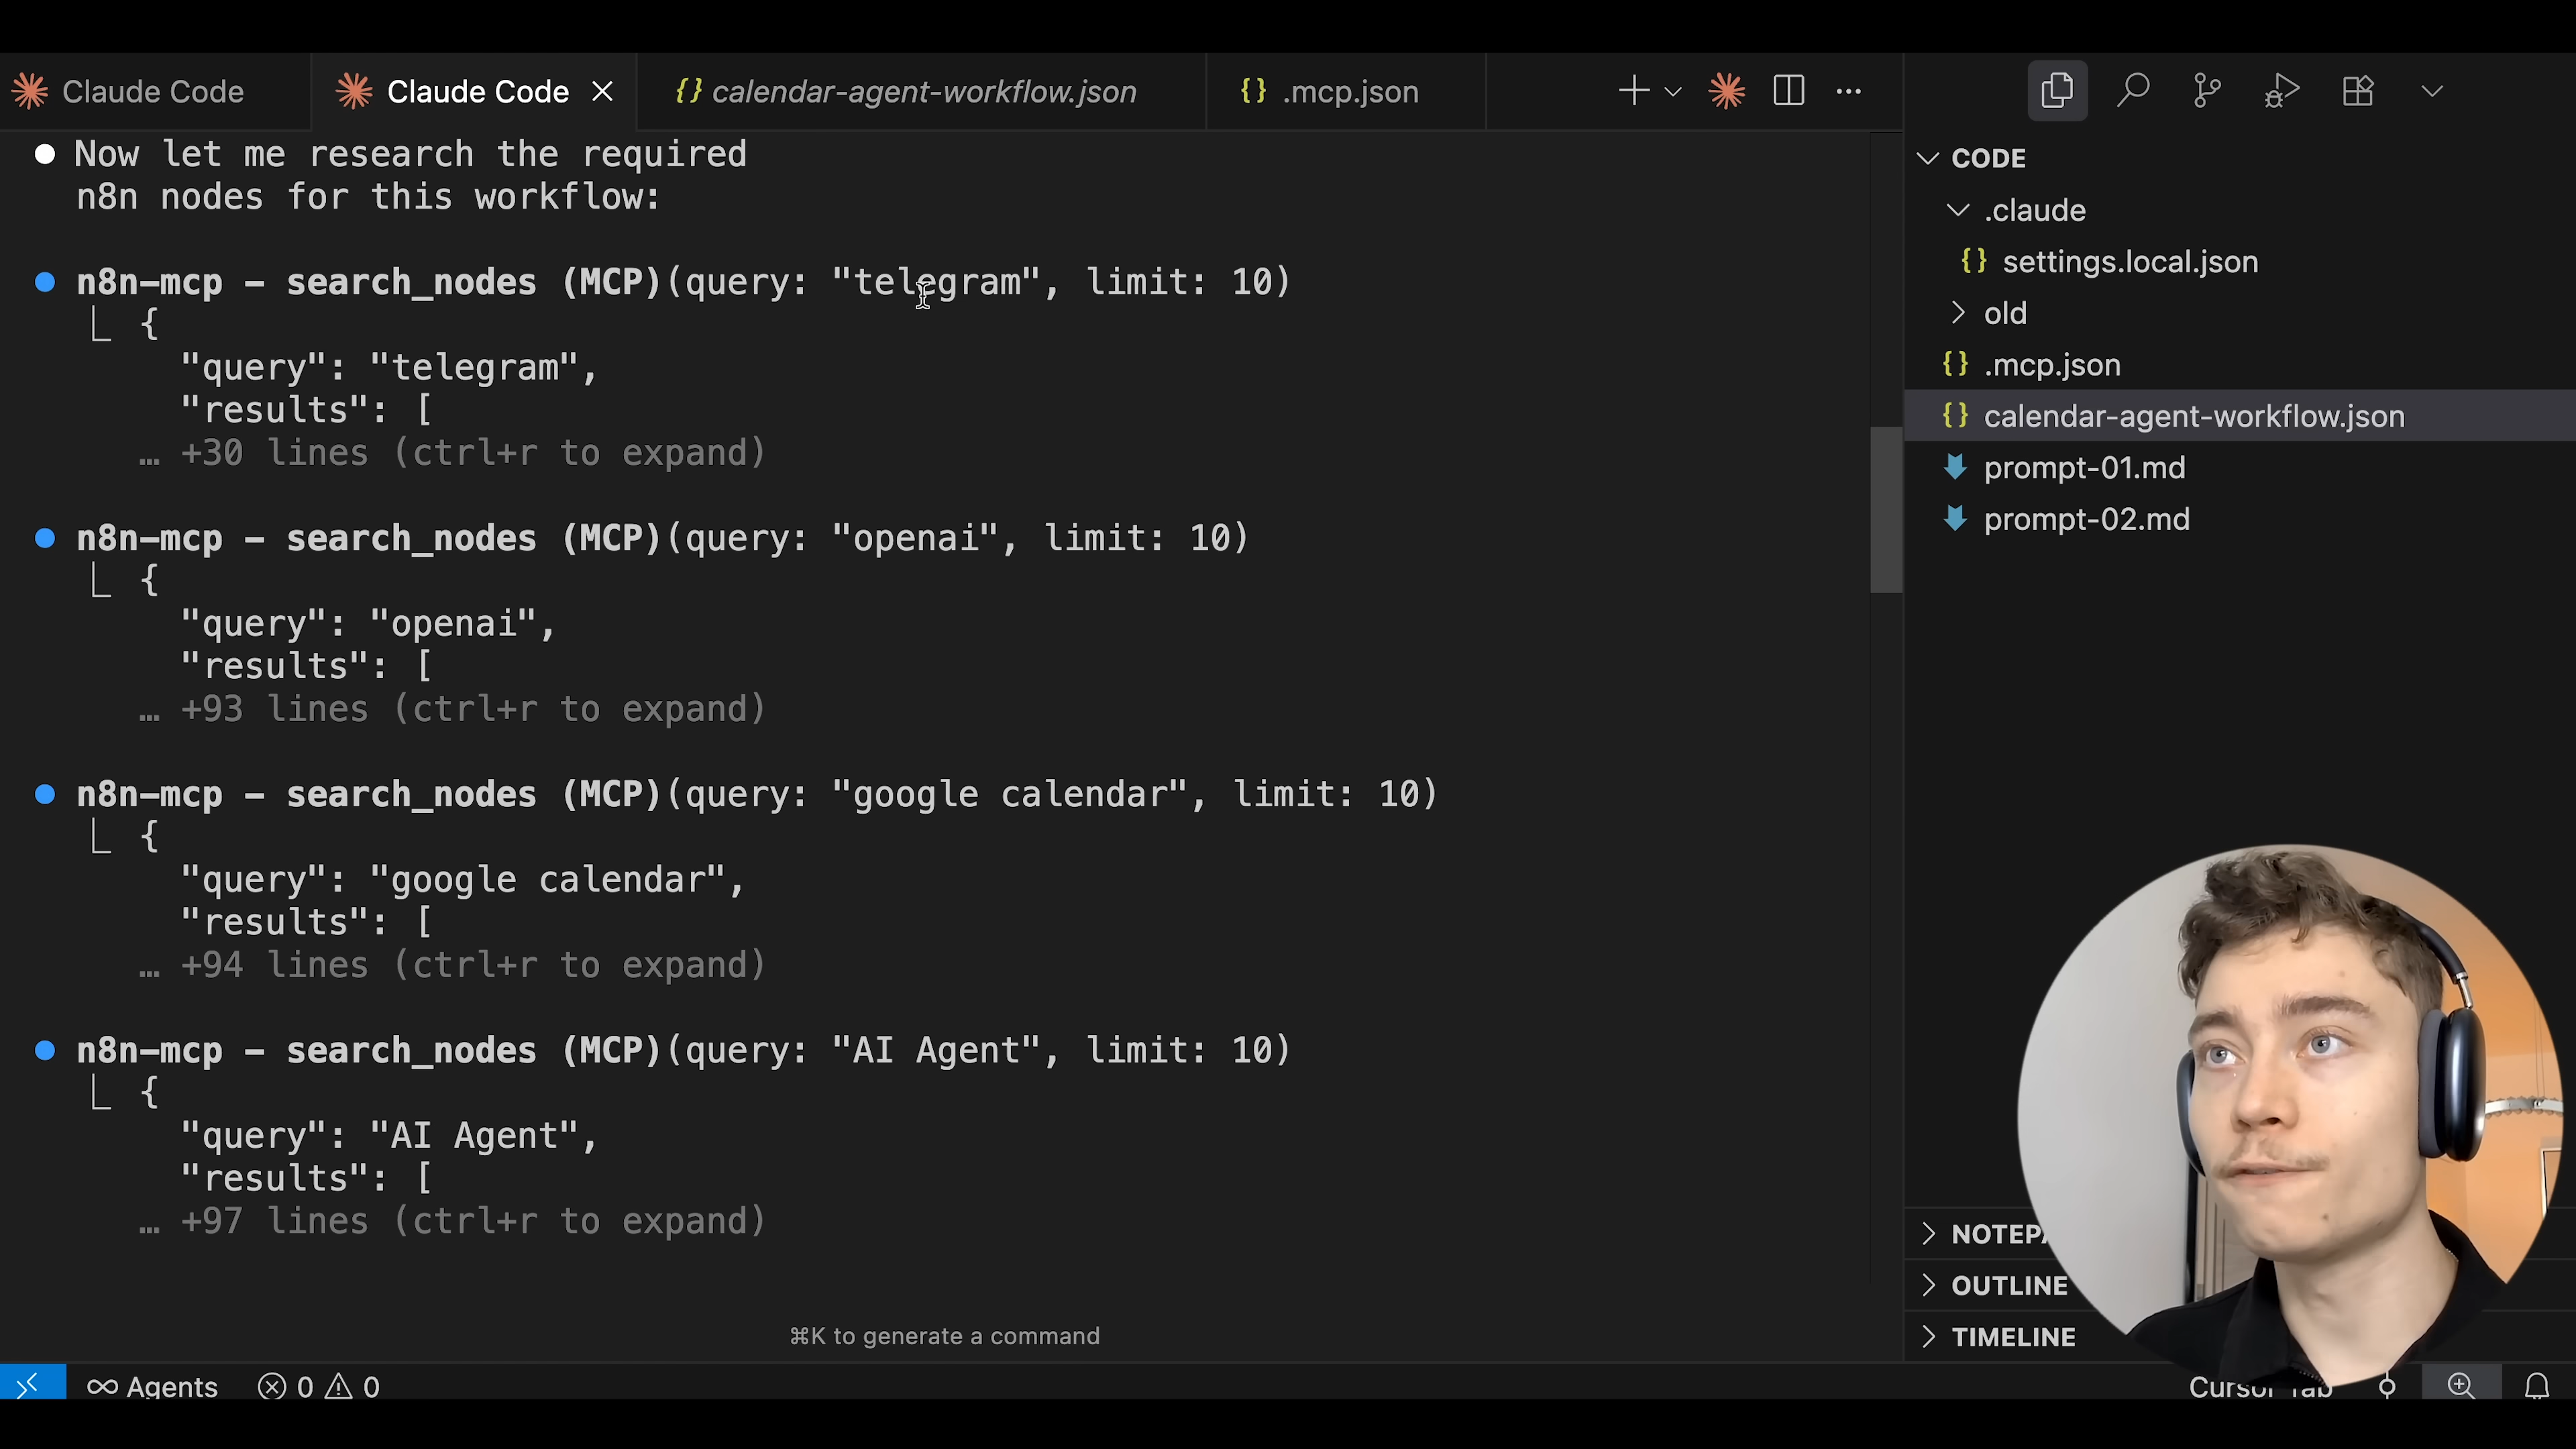 Claude Code
Claude Code
{} calendar-agent-workflow.json
{} .mcp.json
Now let me research the required
n8n nodes for this workflow:
n8n-mcp - search_nodes (MCP)(query: "telegram", limit: 10)
{
"query": "telegram",
"results": [
… +30 lines (ctrl+r to expand)
n8n-mcp - search_nodes (MCP)(query: "openai", limit: 10)
{
"query": "openai",
"results": [
… +93 lines (ctrl+r to expand)
n8n-mcp - search_nodes (MCP)(query: "google calendar", limit: 10)
{
"query": "google calendar",
"results": [
… +94 lines (ctrl+r to expand)
n8n-mcp - search_nodes (MCP)(query: "AI Agent", limit: 10)
{
"query": "AI Agent",
"results": [
… +97 lines (ctrl+r to expand)
⌘K to generate a command
CODE
.claude
{} settings.local.json
old
{} .mcp.json
{} calendar-agent-workflow.json
prompt-01.md
prompt-02.md
OUTLINE
TIMELINE
Agents
0
0
Cursor Tab